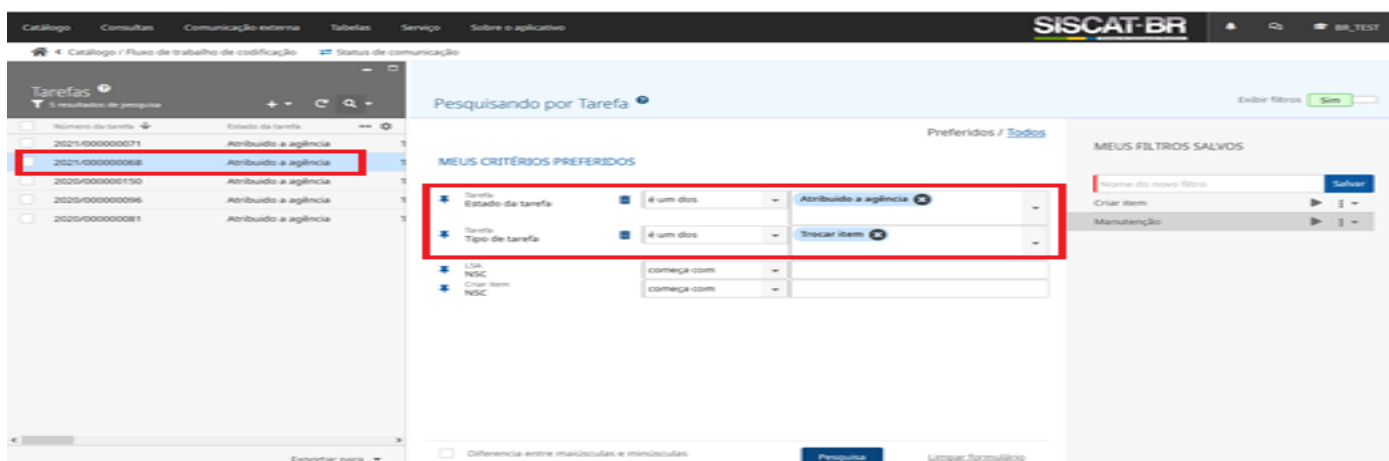 Catálogo Consultas Comunicação externa Tabelas Serviço Sobre o aplicativo SISCAT-BR BR_TEST
Catálogo / Fluxo de trabalho de codificação Status de comunicação
Tarefas
5 resultados de pesquisa
Número da tarefa Estado da tarefa
2021/000000071 Atribuído a agência
2021/000000068 Atribuído a agência
2020/000000150 Atribuído a agência
2020/000000096 Atribuído a agência
2020/000000081 Atribuído a agência
Exportar para
Pesquisando por Tarefa
Exibir filtros Sim
Preferidos / Todos
MEUS CRITÉRIOS PREFERIDOS
Tarefa
Estado da tarefa é um dos Atribuído a agência
Tarefa
Tipo de tarefa é um dos Trocar item
LSA
NSC começa com
Criar item
NSC começa com
Diferencia entre maiúsculas e minúsculas Pesquisa Limpar formulário
MEUS FILTROS SALVOS
Nome do novo filtro Salvar
Criar item
Manutenção